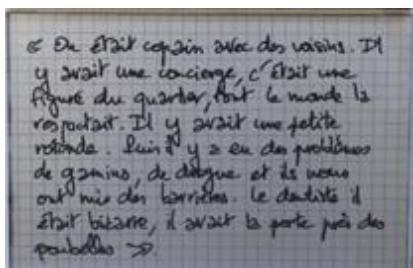 « On était copain avec des voisins. Il
y avait une concierge, c'était une
figure du quartier, tout le monde la
respectait. Il y avait une petite
rotonde. Puis il y a eu des problèmes
de gamins, de drogue et ils nous
ont mis des barrières. Le dentiste il
était bizarre, il avait la porte près des
poubelles ».